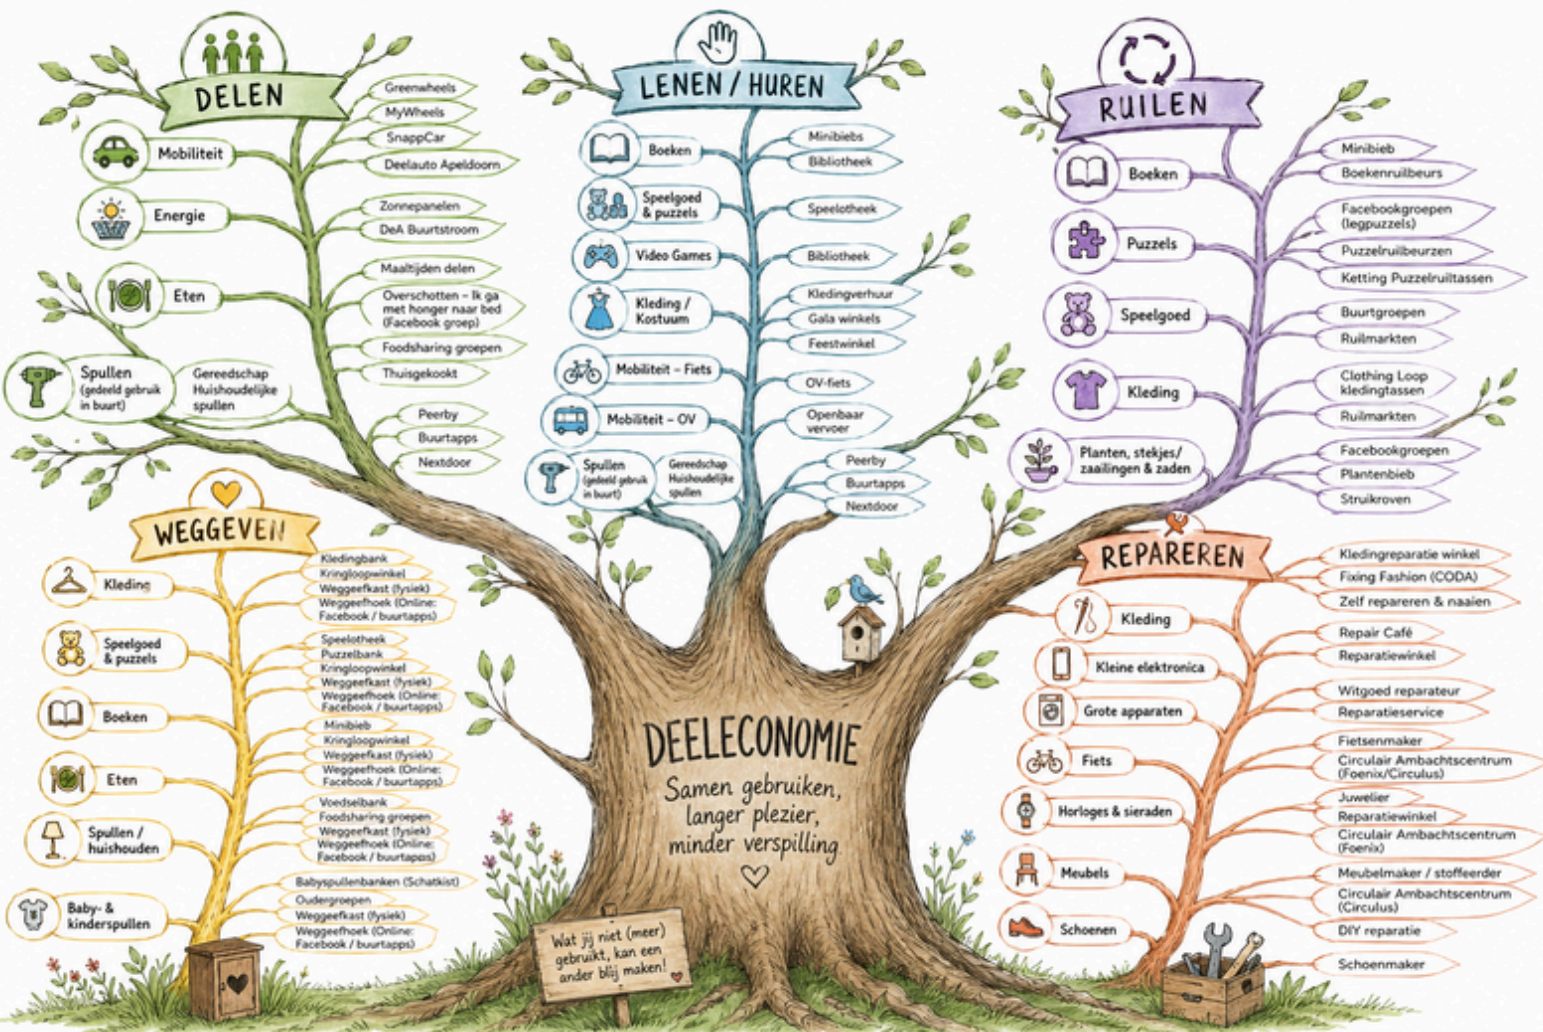 DELEN
Mobiliteit
Greenwheels
MyWheels
SnappCar
Deelauto Apeldoorn
Energie
Zonnepanelen
DeA Buurtstroom
Eten
Maaltijden delen
Overschotten – Ik ga
met honger naar bed
(Facebook groep)
Foodsharing groepen
Thuisgekookt
Spullen
(gedeeld gebruik
in buurt)
Gereedschap
Huishoudelijke
spullen
Peerby
Buurtapps
Nextdoor
LENEN / HUREN
Boeken
Minibiebs
Bibliotheek
Speelgoed
& puzzels
Speelotheek
Video Games
Bibliotheek
Kleding /
Kostuum
Kledingverhuur
Gala winkels
Feestwinkel
Mobiliteit – Fiets
OV-fiets
Mobiliteit – OV
Openbaar
vervoer
Spullen
(gedeeld gebruik
in buurt)
Gereedschap
Huishoudelijke
spullen
Peerby
Buurtapps
Nextdoor
RUILEN
Boeken
Minibieb
Boekenruilbeurs
Puzzels
Facebookgroepen
(legpuzzels)
Puzzelruilbeurzen
Ketting Puzzelruiltassen
Speelgoed
Buurtgroepen
Ruilmarkten
Kleding
Clothing Loop
kledingtassen
Ruilmarkten
Planten, stekjes/
zaailingen & zaden
Facebookgroepen
Plantenbieb
Struikroven
WEGGEVEN
Kleding
Kledingbank
Kringloopwinkel
Weggeefkast (fysiek)
Weggeefhoek (Online:
Facebook / buurtapps)
Speelgoed
& puzzels
Speelotheek
Puzzelbank
Kringloopwinkel
Weggeefkast (fysiek)
Weggeefhoek (Online:
Facebook / buurtapps)
Boeken
Minibieb
Kringloopwinkel
Weggeefkast (fysiek)
Weggeefhoek (Online:
Facebook / buurtapps)
Eten
Voedselbank
Foodsharing groepen
Weggeefkast (fysiek)
Weggeefhoek (Online:
Facebook / buurtapps)
Spullen /
huishouden
Baby- &
kinderspullen
Babyspullenbanken (Schatkist)
Oudergroepen
Weggeefkast (fysiek)
Weggeefhoek (Online:
Facebook / buurtapps)
REPAREREN
Kleding
Kledingreparatie winkel
Fixing Fashion (CODA)
Zelf repareren & naaien
Kleine elektronica
Repair Café
Reparatiewinkel
Grote apparaten
Witgoed reparateur
Reparatieservice
Fiets
Fietsenmaker
Circulair Ambachtscentrum
(Foenix/Circulus)
Horloges & sieraden
Juwelier
Reparatiewinkel
Circulair Ambachtscentrum
(Foenix)
Meubels
Meubelmaker / stoffeerder
Circulair Ambachtscentrum
(Circulus)
DIY reparatie
Schoenen
Schoenmaker
DEELECONOMIE
Samen gebruiken,
langer plezier,
minder verspilling
Wat jij niet (meer)
gebruikt, kan een
ander blij maken!